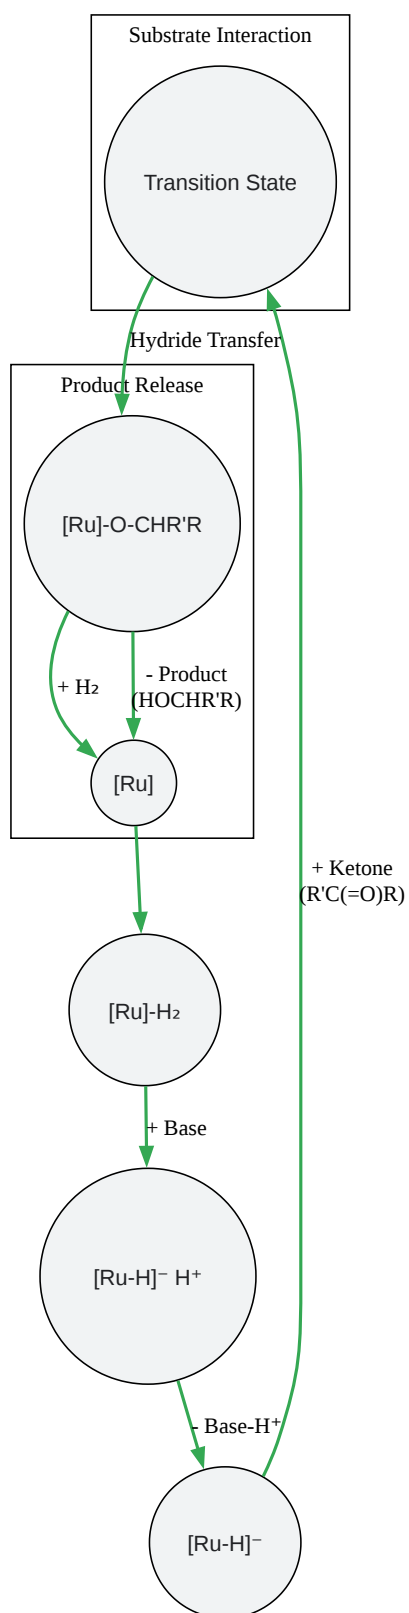 Substrate Interaction
Transition State
Hydride Transfer
Product Release
[Ru]-O-CHR'R
+ H₂
- Product
(HOCHR'R)
[Ru]
+ Ketone
(R'C(=O)R)
[Ru]-H₂
+ Base
[Ru-H]⁻ H⁺
- Base-H⁺
[Ru-H]⁻